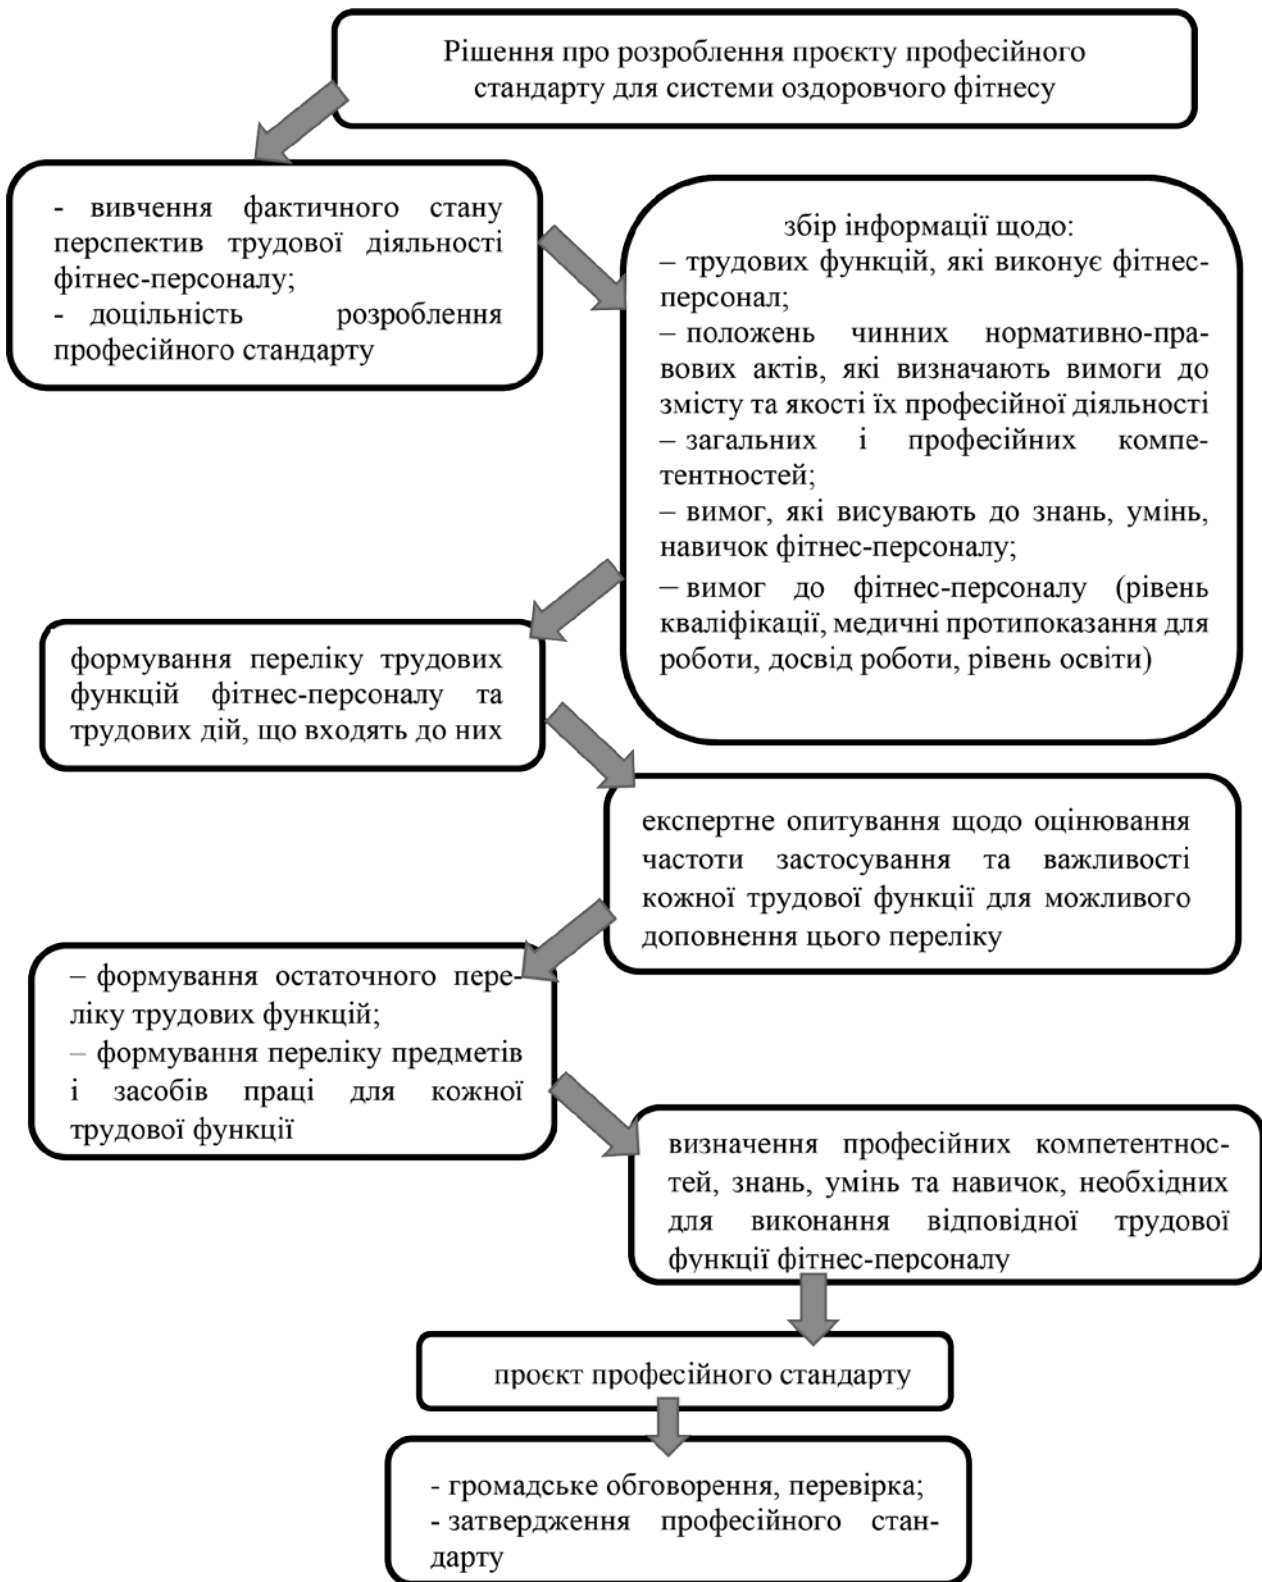 Рішення про розроблення проєкту професійного
стандарту для системи оздоровчого фітнесу
- вивчення фактичного стану
перспектив трудової діяльності
фітнес-персоналу;
- доцільність розроблення
професійного стандарту
збір інформації щодо:
– трудових функцій, які виконує фітнес-
персонал;
– положень чинних нормативно-пра-
вових актів, які визначають вимоги до
змісту та якості їх професійної діяльності
– загальних і професійних компе-
тентностей;
– вимог, які висувають до знань, умінь,
навичок фітнес-персоналу;
– вимог до фітнес-персоналу (рівень
кваліфікації, медичні протипоказання для
роботи, досвід роботи, рівень освіти)
формування переліку трудових
функцій фітнес-персоналу та
трудових дій, що входять до них
експертне опитування щодо оцінювання
частоти застосування та важливості
кожної трудової функції для можливого
доповнення цього переліку
– формування остаточного пере-
ліку трудових функцій;
– формування переліку предметів
і засобів праці для кожної
трудової функції
визначення професійних компетентнос-
тей, знань, умінь та навичок, необхідних
для виконання відповідної трудової
функції фітнес-персоналу
проєкт професійного стандарту
- громадське обговорення, перевірка;
- затвердження професійного стан-
дарту